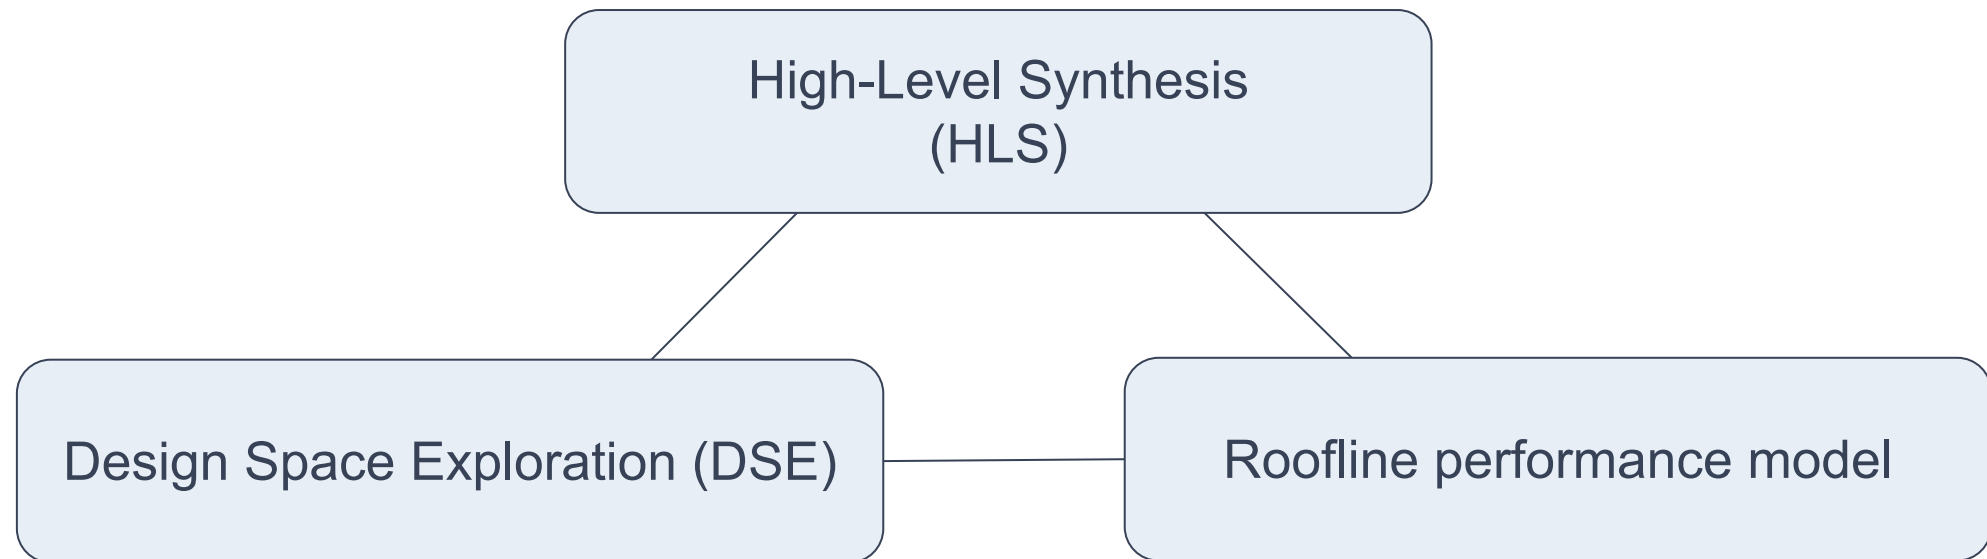 High-Level Synthesis
(HLS)
Design Space Exploration (DSE)
Roofline performance model